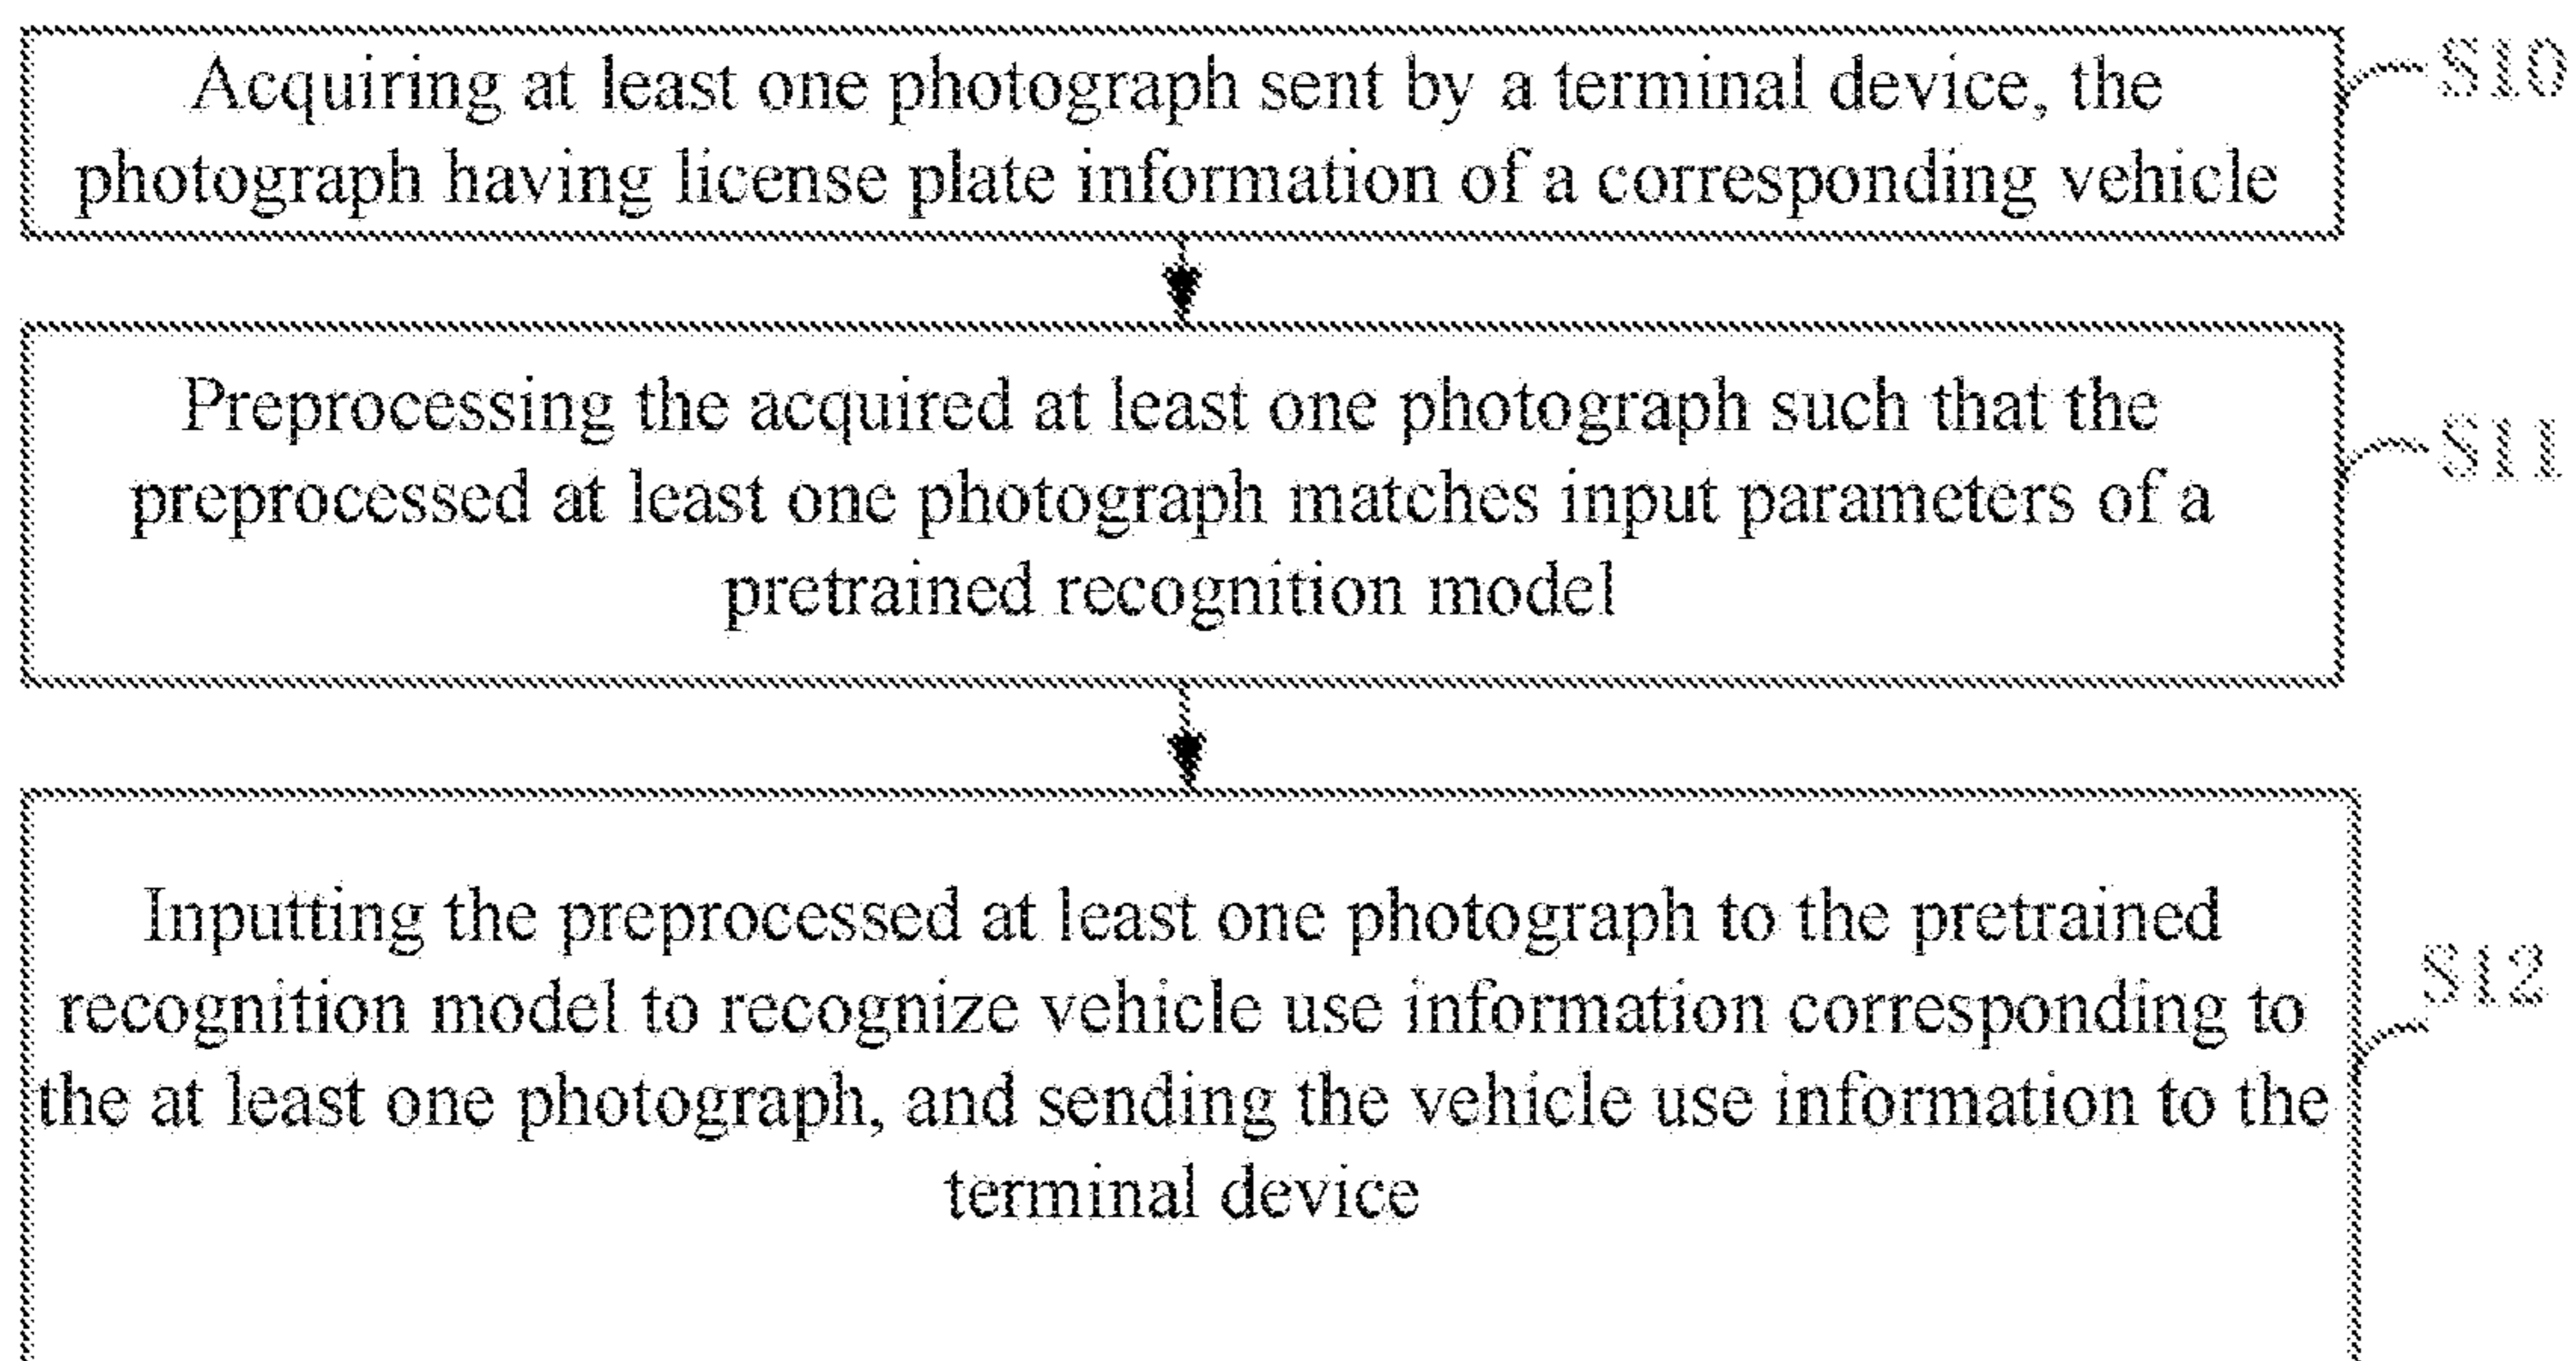 Acquiring at least one photograph sent by a terminal device, the
photograph having license plate information of a corresponding vehicle
S10
Preprocessing the acquired at least one photograph such that the
preprocessed at least one photograph matches input parameters of a
pretrained recognition model
S11
Inputting the preprocessed at least one photograph to the pretrained
recognition model to recognize vehicle use information corresponding to
the at least one photograph, and sending the vehicle use information to the
terminal device
S12